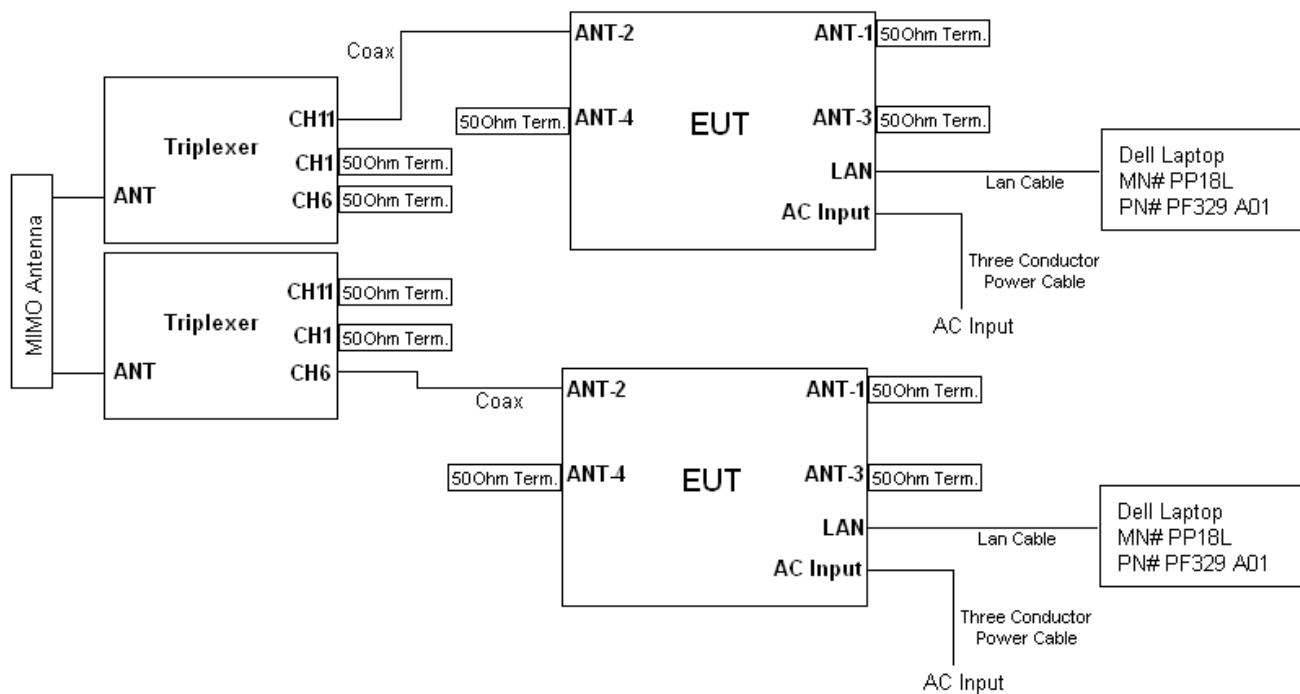 ANT-2
ANT-1
50Ohm Term.
Coax
CH11
50Ohm Term.
ANT-4
EUT
ANT-3
50Ohm Term.
Triplexer
CH1
50Ohm Term.
ANT
CH6
50Ohm Term.
LAN
Lan Cable
AC Input
Dell Laptop
MN# PP18L
PN# PF329 A01
Three Conductor
Power Cable
AC Input
MIMO Antenna
CH11
50Ohm Term.
Triplexer
CH1
50Ohm Term.
ANT
CH6
Coax
ANT-2
ANT-1
50Ohm Term.
50Ohm Term.
ANT-4
EUT
ANT-3
50Ohm Term.
LAN
Lan Cable
AC Input
Dell Laptop
MN# PP18L
PN# PF329 A01
Three Conductor
Power Cable
AC Input